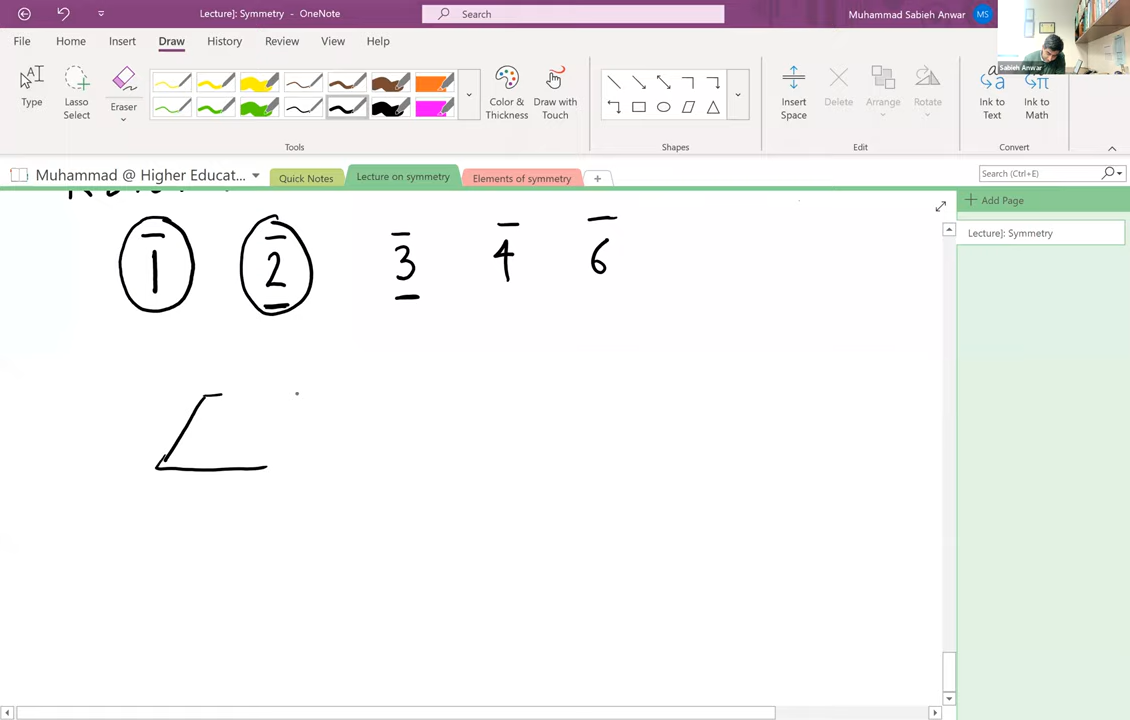 Lecture]: Symmetry - OneNote
Search
Muhammad Sabieh Anwar
MS
Sabieh Anwar
File Home Insert Draw History Review View Help
Type
Lasso Select
Eraser
Color & Thickness
Draw with Touch
Insert Space
Delete
Arrange
Rotate
Ink to Text
Ink to Math
Tools
Shapes
Edit
Convert
Muhammad @ Higher Educat...
Quick Notes
Lecture on symmetry
Elements of symmetry
Search (Ctrl+E)
Add Page
Lecture]: Symmetry
1̅ 2̅ 3̅ 4̅ 6̅